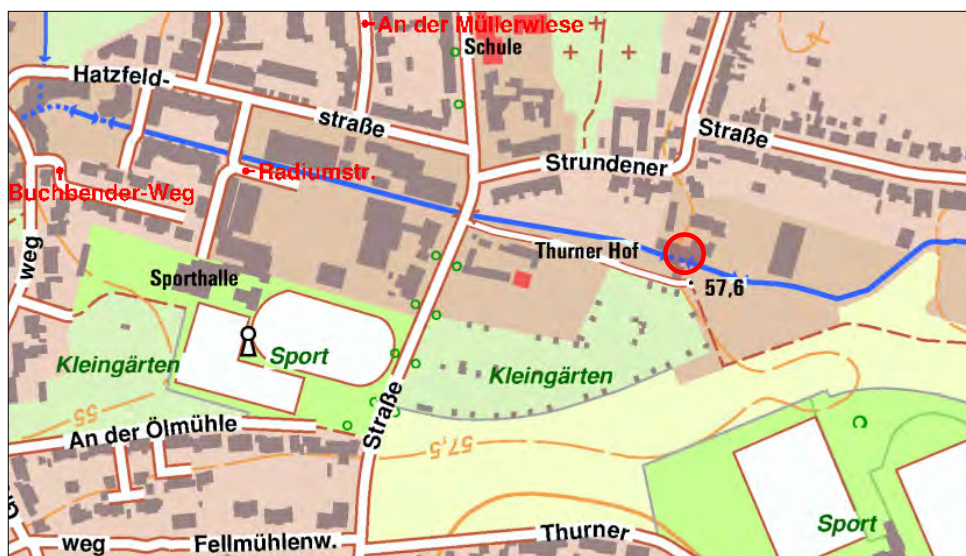 An der Müllerwiese
Schule
Hatzfeld-
straße
Straße
Strundener
Radiumstr.
Buchbender-Weg
weg
Thurner Hof
Sporthalle
57,6
Kleingärten
Sport
Kleingärten
55
An der Ölmühle
Straße
57,5
Sport
weg
Fellmühlenw.
Thurner